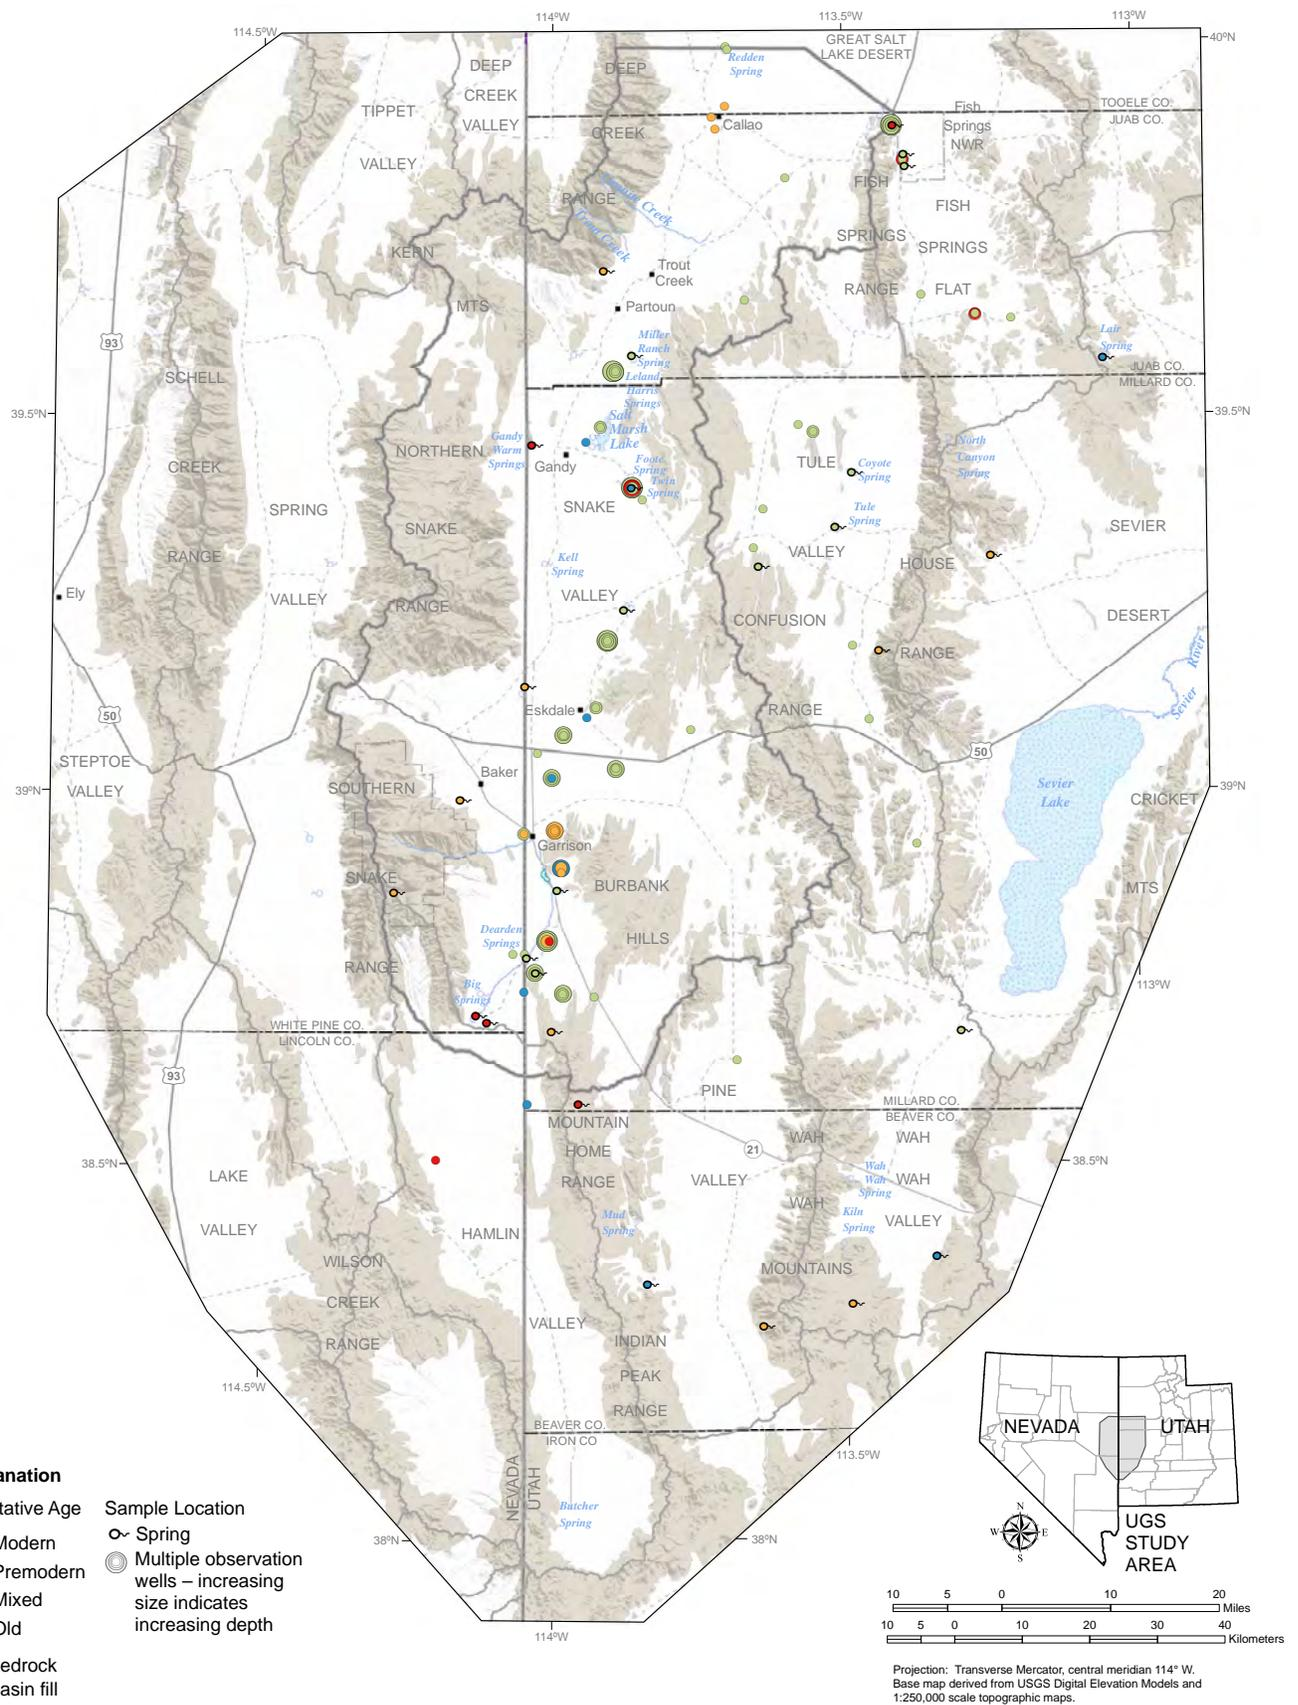 114°W
113.5°W
113°W
114.5°W
40°N
GREAT SALT
LAKE DESERT
DEEP
CREEK
VALLEY
DEEP
CREEK
RANGE
Redden
Spring
TIPPET
VALLEY
Callao
Fish
Springs
NWR
TOOELE CO.
JUAB CO.
FISH
SPRINGS
RANGE
FISH
SPRINGS
FLAT
Trout Creek
KERN
MTS
Trout
Creek
Partoun
93
Miller
Ranch
Spring
Leland
Harris
Springs
Lair
Spring
JUAB CO.
MILLARD CO.
SCHELL
CREEK
RANGE
39.5°N
39.5°N
Salt
Marsh
Lake
NORTHERN
SNAKE
RANGE
Gandy
Warm
Springs
Gandy
Foote
Spring
Twin
Spring
TULE
VALLEY
Coyote
Spring
Tule
Spring
North
Canyon
Spring
SPRING
VALLEY
SNAKE
VALLEY
SEVIER
DESERT
Kell
Spring
HOUSE
RANGE
Ely
CONFUSION
RANGE
Sevier River
Eskdale
50
50
STEPTOE
VALLEY
Baker
39°N
39°N
SOUTHERN
SNAKE
RANGE
Sevier
Lake
CRICKET
MTS
Garrison
BURBANK
HILLS
Dearden
Springs
Big
Springs
113°W
WHITE PINE CO.
LINCOLN CO.
93
PINE
VALLEY
MILLARD CO.
BEAVER CO.
MOUNTAIN
HOME
RANGE
21
WAH
WAH
MOUNTAINS
WAH
WAH
VALLEY
38.5°N
38.5°N
LAKE
VALLEY
Wah
Wah
Spring
Kiln
Spring
Mud
Spring
HAMLIN
VALLEY
WILSON
CREEK
RANGE
INDIAN
PEAK
RANGE
114.5°W
BEAVER CO.
IRON CO
113.5°W
NEVADA
UTAH
Butcher
Spring
38°N
38°N
114°W
NEVADA
UTAH
UGS
STUDY
AREA
N
W E
S
anation
tative Age
Modern
Premodern
Mixed
Old
edrock
asin fill
Sample Location
Spring
Multiple observation
wells – increasing
size indicates
increasing depth
10 5 0 10 20
Miles
10 5 0 10 20 30 40
Kilometers
Projection: Transverse Mercator, central meridian 114° W.
Base map derived from USGS Digital Elevation Models and
1:250,000 scale topographic maps.